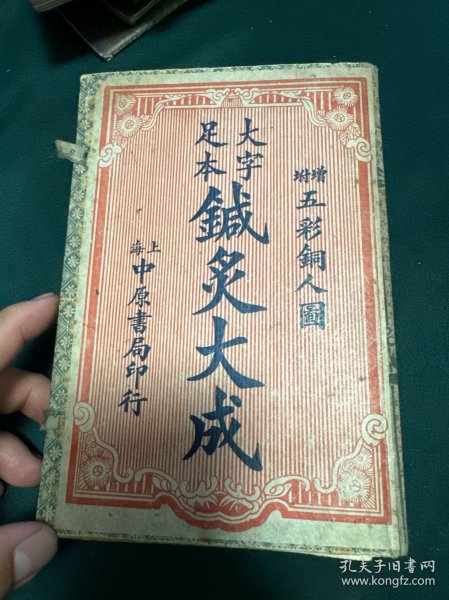 增附五彩銅人圖
大字足本
鍼灸大成
上海中原書局印行
孔夫子旧书网
www.kongfz.com